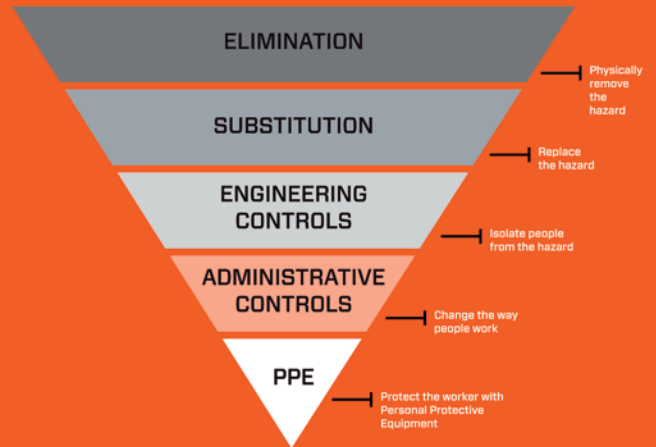 ELIMINATION
Physically
remove
the
hazard
SUBSTITUTION
Replace
the hazard
ENGINEERING
CONTROLS
Isolate people
from the hazard
ADMINISTRATIVE
CONTROLS
Change the way
people work
PPE
Protect the worker with
Personal Protective
Equipment